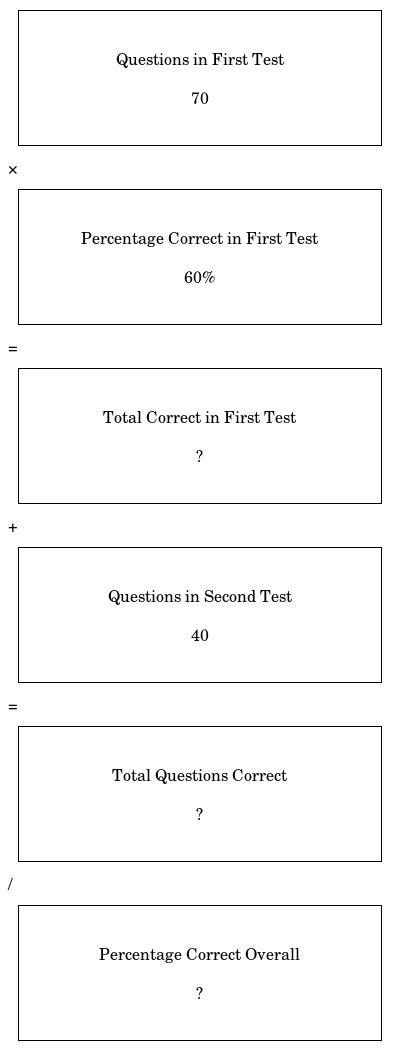 Questions in First Test
70
×
Percentage Correct in First Test
60%
=
Total Correct in First Test
?
+
Questions in Second Test
40
=
Total Questions Correct
?
/
Percentage Correct Overall
?